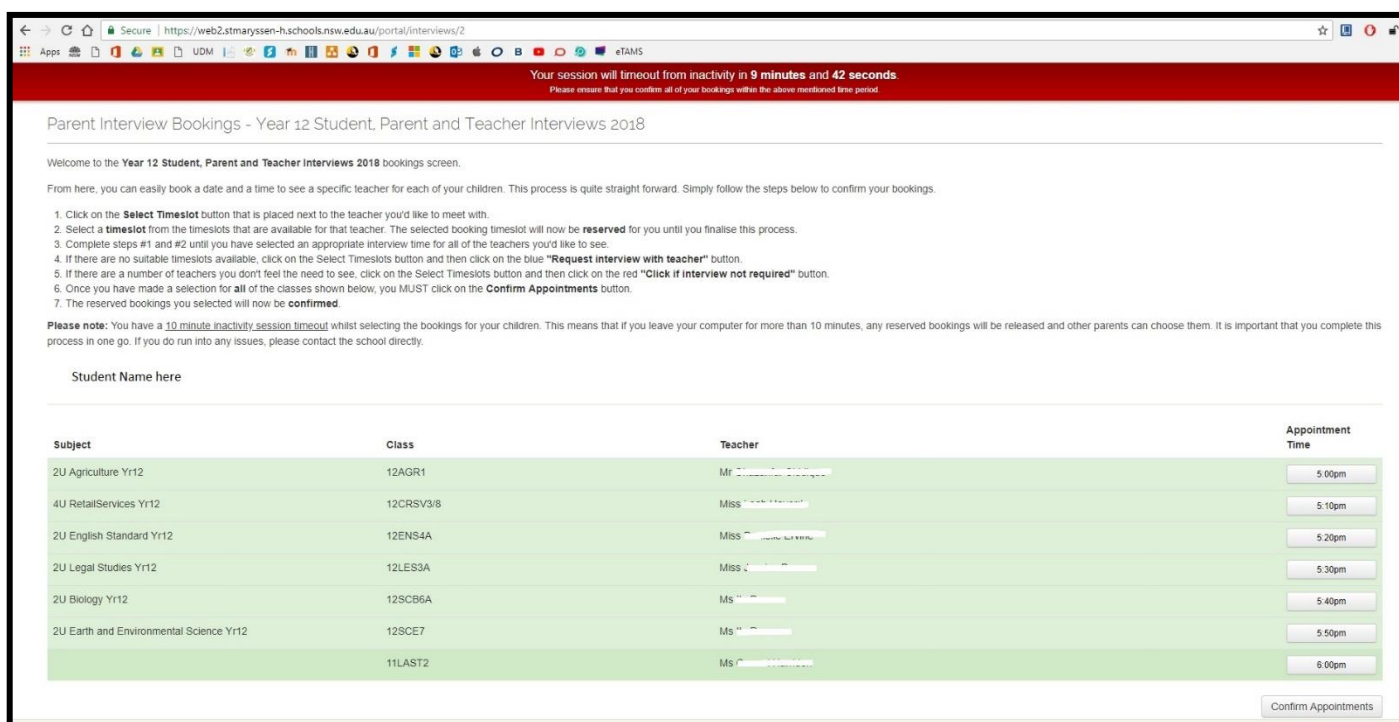 Secure | https://web2.stmaryssen-h.schools.nsw.edu.au/portal/interviews/2
Apps UDM eTAMS
Your session will timeout from inactivity in 9 minutes and 42 seconds.
Please ensure that you confirm all of your bookings within the above mentioned time period.
Parent Interview Bookings - Year 12 Student, Parent and Teacher Interviews 2018
Welcome to the Year 12 Student, Parent and Teacher Interviews 2018 bookings screen.
From here, you can easily book a date and a time to see a specific teacher for each of your children. This process is quite straight forward. Simply follow the steps below to confirm your bookings.
1. Click on the Select Timeslot button that is placed next to the teacher you'd like to meet with.
2. Select a timeslot from the timeslots that are available for that teacher. The selected booking timeslot will now be reserved for you until you finalise this process.
3. Complete steps #1 and #2 until you have selected an appropriate interview time for all of the teachers you'd like to see.
4. If there are no suitable timeslots available, click on the Select Timeslots button and then click on the blue "Request interview with teacher" button.
5. If there are a number of teachers you don't feel the need to see, click on the Select Timeslots button and then click on the red "Click if interview not required" button.
6. Once you have made a selection for all of the classes shown below, you MUST click on the Confirm Appointments button.
7. The reserved bookings you selected will now be confirmed.
Please note: You have a 10 minute inactivity session timeout whilst selecting the bookings for your children. This means that if you leave your computer for more than 10 minutes, any reserved bookings will be released and other parents can choose them. It is important that you complete this
process in one go. If you do run into any issues, please contact the school directly.
Student Name here
Subject Class Teacher Appointment Time
2U Agriculture Yr12 12AGR1 Mr 5:00pm
4U RetailServices Yr12 12CRSV3/8 Miss 5:10pm
2U English Standard Yr12 12ENS4A Miss 5:20pm
2U Legal Studies Yr12 12LES3A Miss 5:30pm
2U Biology Yr12 12SCB6A Ms 5:40pm
2U Earth and Environmental Science Yr12 12SCE7 Ms 5:50pm
11LAST2 Ms 6:00pm
Confirm Appointments